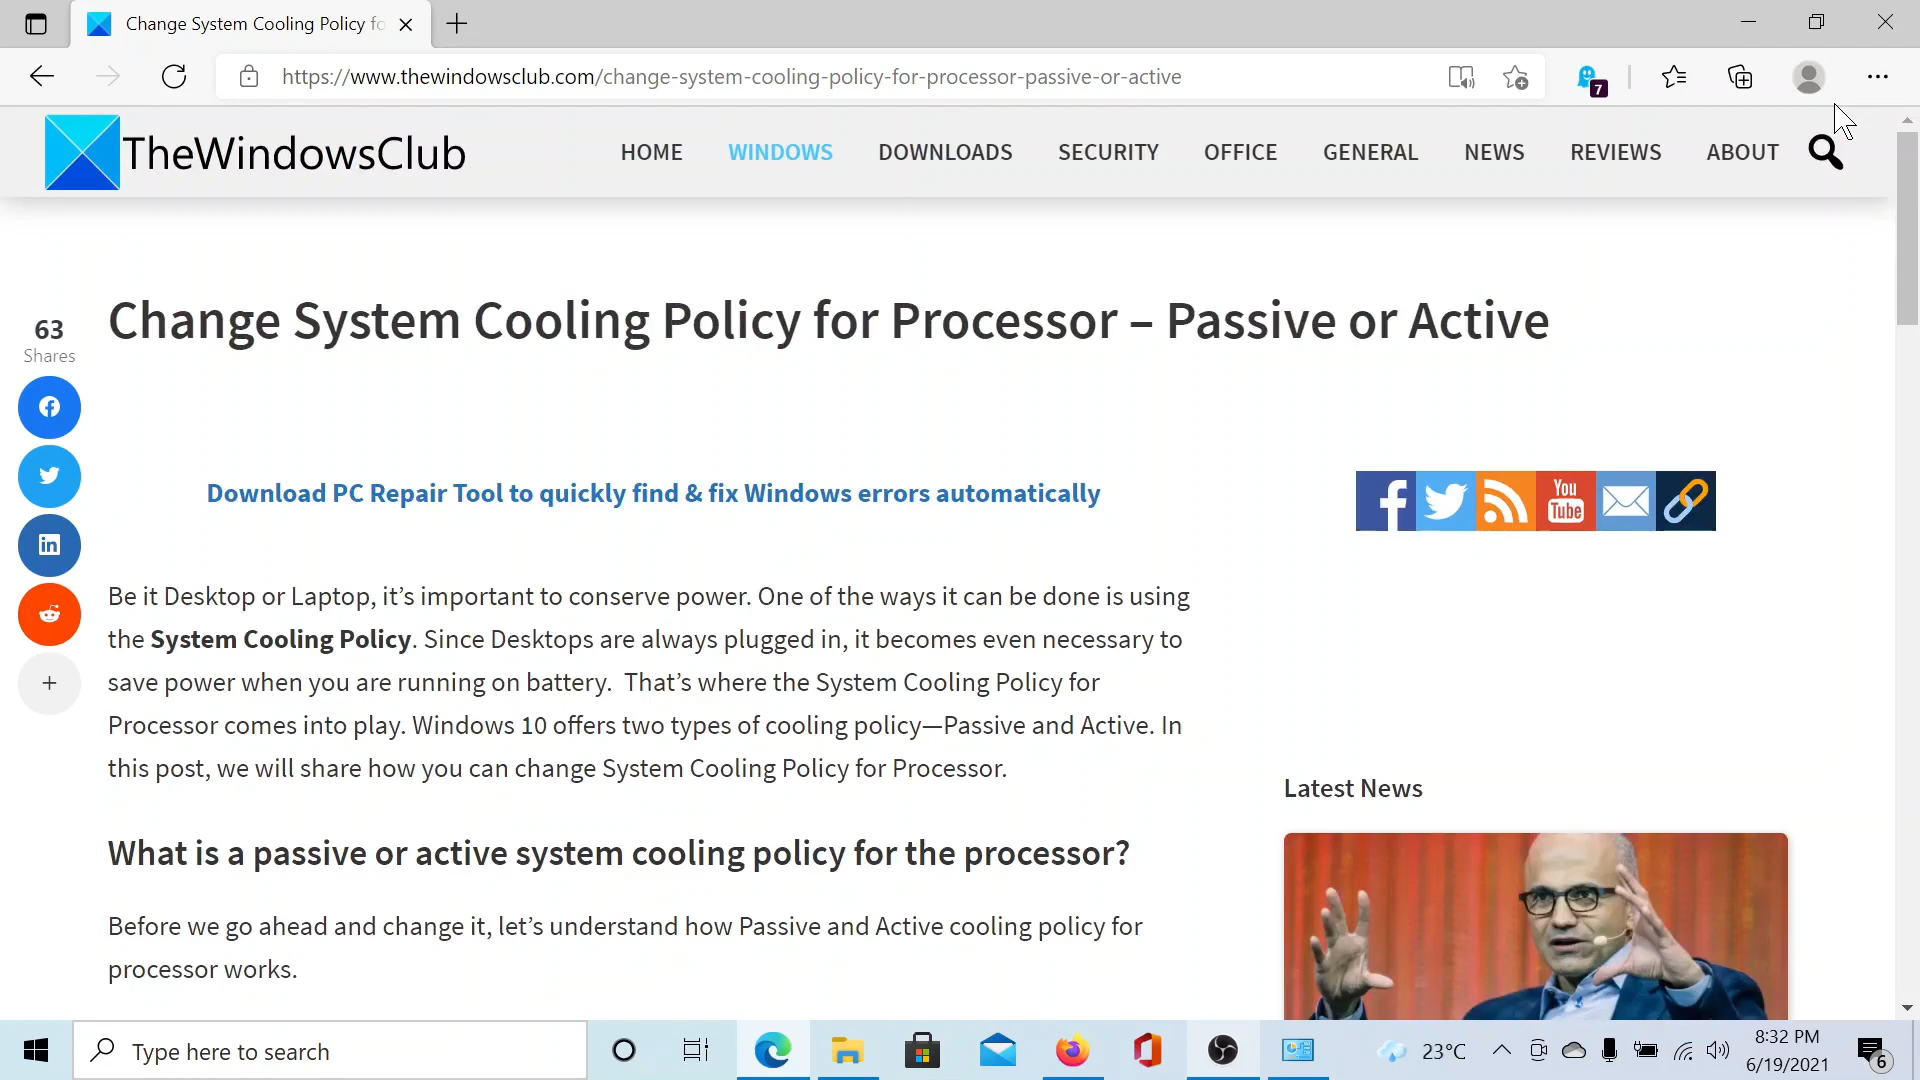 Change System Cooling Policy fo
https://www.thewindowsclub.com/change-system-cooling-policy-for-processor-passive-or-active
7
TheWindowsClub
HOME WINDOWS DOWNLOADS SECURITY OFFICE GENERAL NEWS REVIEWS ABOUT
Change System Cooling Policy for Processor – Passive or Active
63
Shares
Download PC Repair Tool to quickly find & fix Windows errors automatically
You
Tube
Be it Desktop or Laptop, it’s important to conserve power. One of the ways it can be done is using
the System Cooling Policy. Since Desktops are always plugged in, it becomes even necessary to
save power when you are running on battery.  That’s where the System Cooling Policy for
Processor comes into play. Windows 10 offers two types of cooling policy—Passive and Active. In
this post, we will share how you can change System Cooling Policy for Processor.
Latest News
What is a passive or active system cooling policy for the processor?
Before we go ahead and change it, let’s understand how Passive and Active cooling policy for
processor works.
Type here to search
23°C
8:32 PM
6/19/2021
6